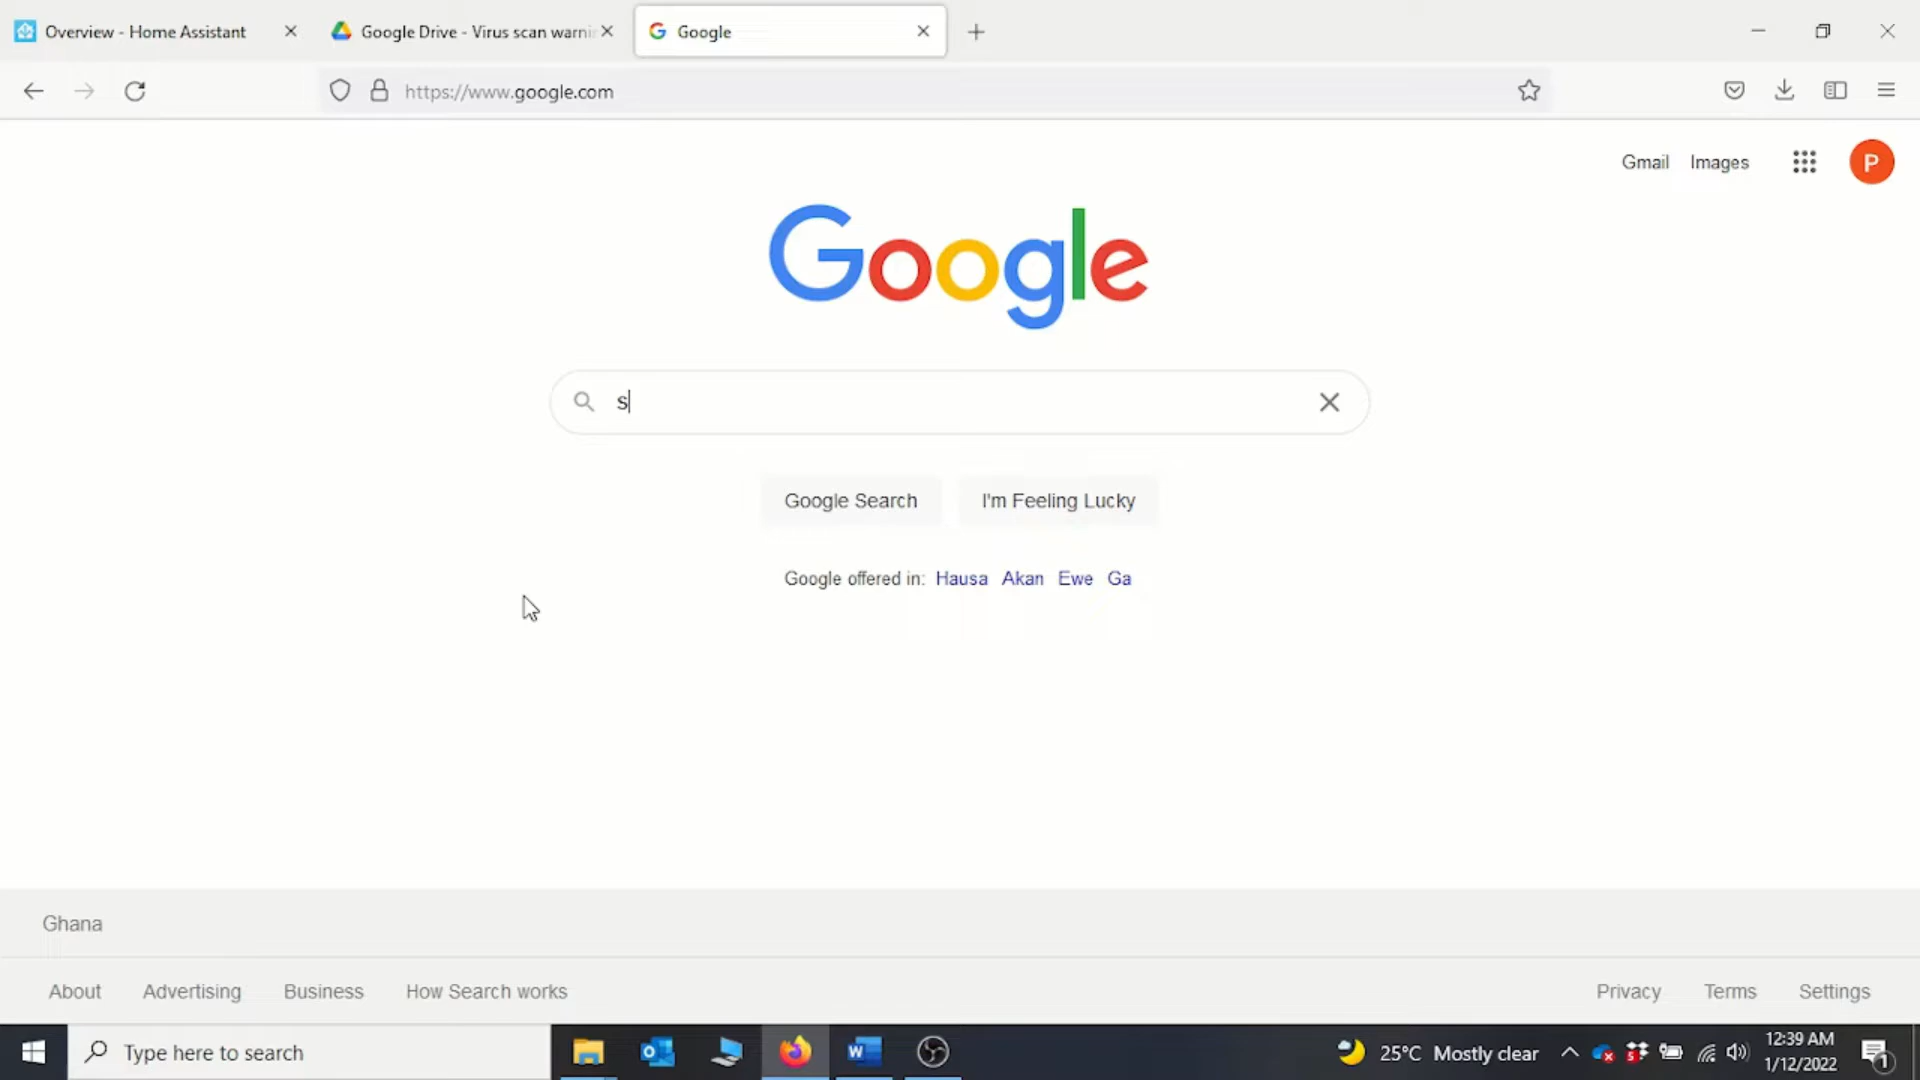 Overview - Home Assistant
Google Drive - Virus scan warni
Google
https://www.google.com
Gmail Images
P
Google
s
Google Search I'm Feeling Lucky
Google offered in: Hausa Akan Ewe Ga
Ghana
About Advertising Business How Search works Privacy Terms Settings
Type here to search
25°C Mostly clear
12:39 AM
1/12/2022
1